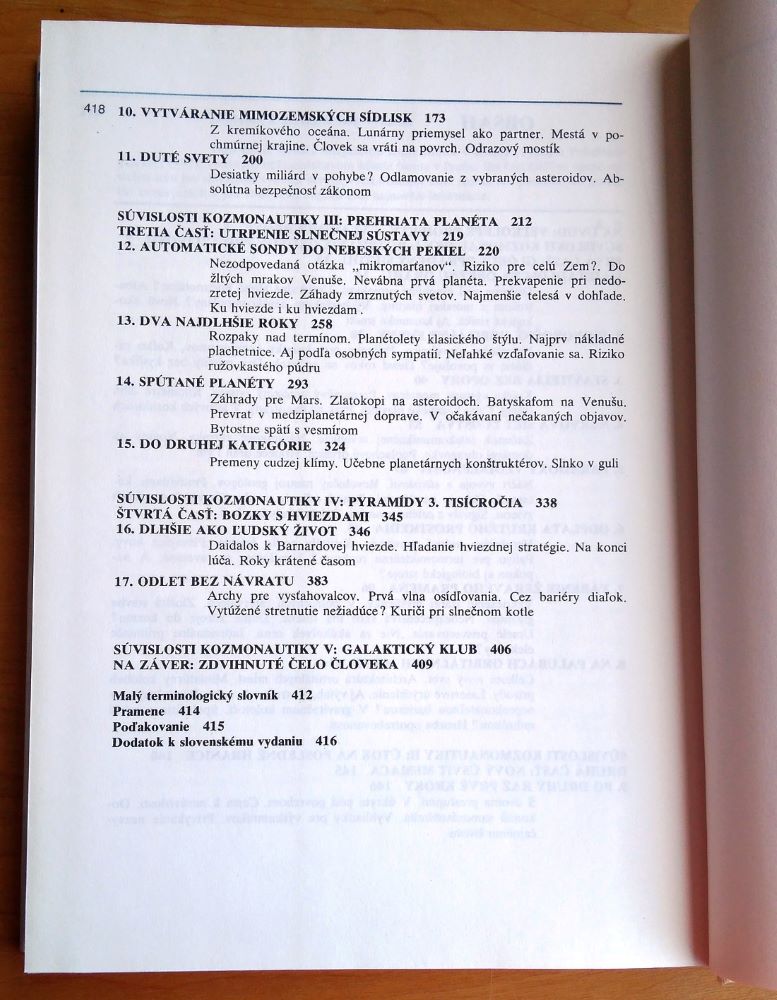 418
10. VYTVÁRANIE MIMOZEMSKÝCH SÍDLISK 173
Z kremíkového oceána. Lunárny priemysel ako partner. Mestá v po-
chmúrnej krajine. Človek sa vráti na povrch. Odrazový mostík
11. DUTÉ SVETY 200
Desiatky miliárd v pohybe? Odlamovanie z vybraných asteroidov. Ab-
solútna bezpečnosť zákonom
SÚVISLOSTI KOZMONAUTIKY III: PREHRIATA PLANÉTA 212
TRETIA ČASŤ: UTRPENIE SLNEČNEJ SÚSTAVY 219
12. AUTOMATICKÉ SONDY DO NEBESKÝCH PEKIEL 220
Nezodpovedaná otázka „mikromarťanov". Riziko pre celú Zem?. Do
žltých mrakov Venuše. Nevábna prvá planéta. Prekvapenie pri nedo-
zretej hviezde. Záhady zmrznutých svetov. Najmenšie telesá v dohľade.
Ku hviezde i ku hviezdam .
13. DVA NAJDLHŠIE ROKY 258
Rozpaky nad termínom. Planétolety klasického štýlu. Najprv nákladné
plachetnice. Aj podľa osobných sympatií. Neľahké vzďaľovanie sa. Riziko
ružovkastého púdru
14. SPÚTANÉ PLANÉTY 293
Záhrady pre Mars. Zlatokopi na asteroidoch. Batyskafom na Venušu.
Prevrat v medziplanetárnej doprave. V očakávaní nečakaných objavov.
Bytostne spätí s vesmírom
15. DO DRUHEJ KATEGÓRIE 324
Premeny cudzej klímy. Učebne planetárnych konštruktérov. Slnko v guli
SÚVISLOSTI KOZMONAUTIKY IV: PYRAMÍDY 3. TISÍCROČIA 338
ŠTVRTÁ ČASŤ: BOZKY S HVIEZDAMI 345
16. DLHŠIE AKO ĽUDSKÝ ŽIVOT 346
Daidalos k Barnardovej hviezde. Hľadanie hviezdnej stratégie. Na konci
lúča. Roky krátené časom
17. ODLET BEZ NÁVRATU 383
Archy pre vysťahovalcov. Prvá vlna osídľovania. Cez bariéry diaľok.
Vytúžené stretnutie nežiadúce? Kuriči pri slnečnom kotle
SÚVISLOSTI KOZMONAUTIKY V: GALAKTICKÝ KLUB 406
NA ZÁVER: ZDVIHNUTÉ ČELO ČLOVEKA 409
Malý terminologický slovník 412
Pramene 414
Poďakovanie 415
Dodatok k slovenskému vydaniu 416